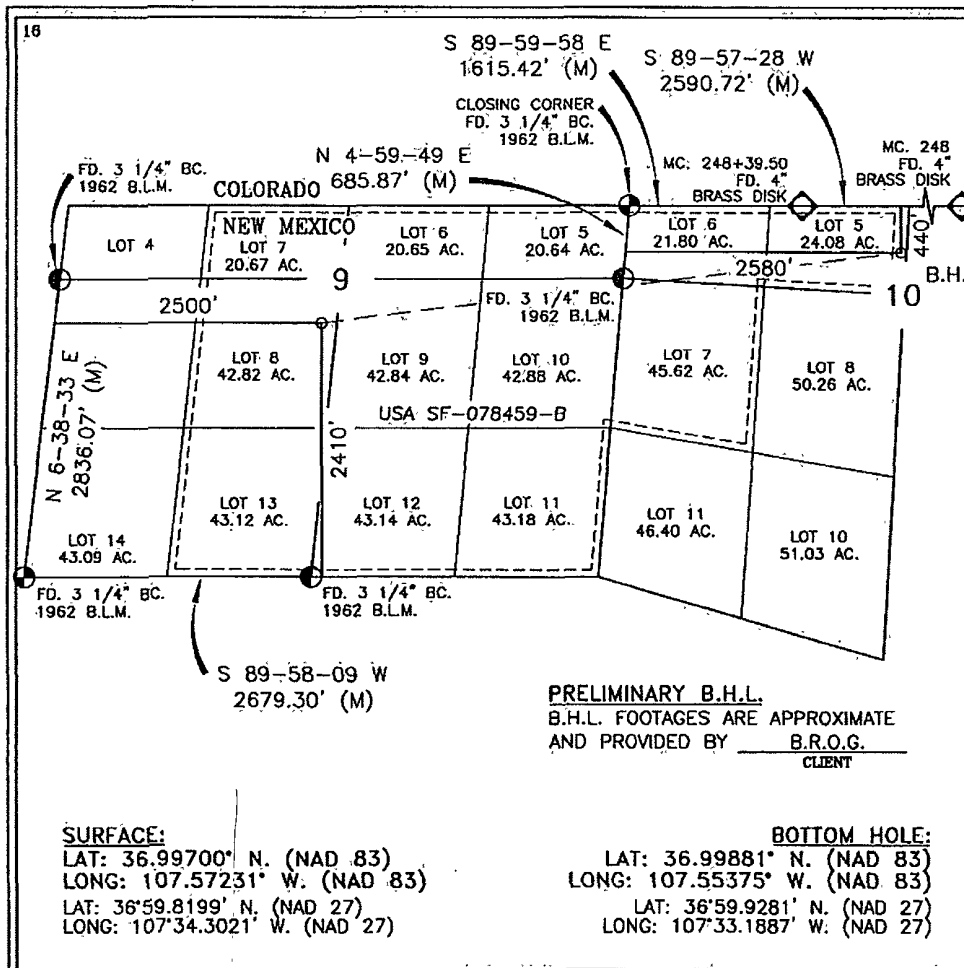 16
S 89-59-58 E
1615.42' (M)
S 89-57-28 W
2590.72' (M)
CLOSING CORNER
FD. 3 1/4" BC.
1962 B.L.M.
N 4-59-49 E
685.87' (M)
FD. 3 1/4" BC.
1962 B.L.M.
MC. 248+39.50
FD. 4"
BRASS DISK
MC. 248
FD. 4"
BRASS DISK
COLORADO
NEW MEXICO
LOT 4
LOT 7
20.67 AC.
LOT 6
20.65 AC.
LOT 5
20.64 AC.
LOT 6
21.80 AC.
LOT 5
24.08 AC.
440'
9
2580'
B.H.
10
2500'
FD. 3 1/4" BC.
1962 B.L.M.
LOT 8
42.82 AC.
LOT 9
42.84 AC.
LOT 10
42.88 AC.
LOT 7
45.62 AC.
LOT 8
50.26 AC.
USA SF-078459-B
N 6-38-33 E
2836.07' (M)
2410'
LOT 14
43.09 AC.
LOT 13
43.12 AC.
LOT 12
43.14 AC.
LOT 11
43.18 AC.
LOT 11
46.40 AC.
LOT 10
51.03 AC.
FD. 3 1/4" BC.
1962 B.L.M.
FD. 3 1/4" BC.
1962 B.L.M.
S 89-58-09 W
2679.30' (M)
PRELIMINARY B.H.L.
B.H.L. FOOTAGES ARE APPROXIMATE
AND PROVIDED BY B.R.O.G.
CLIENT
SURFACE:
LAT: 36.99700° N. (NAD 83)
LONG: 107.57231° W. (NAD 83)
LAT: 36°59.8199' N. (NAD 27)
LONG: 107°34.3021' W. (NAD 27)
BOTTOM HOLE:
LAT: 36.99881° N. (NAD 83)
LONG: 107.55375° W. (NAD 83)
LAT: 36°59.9281' N. (NAD 27)
LONG: 107°33.1887' W. (NAD 27)